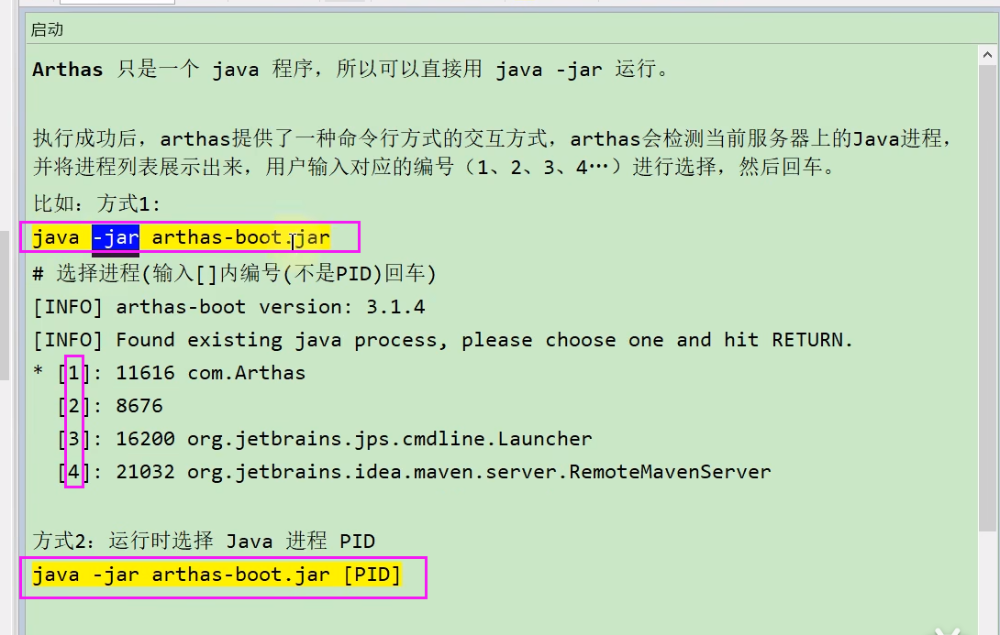 启动
Arthas 只是一个 java 程序，所以可以直接用 java -jar 运行。
执行成功后，arthas提供了一种命令行方式的交互方式，arthas会检测当前服务器上的Java进程，
并将进程列表展示出来，用户输入对应的编号（1、2、3、4…）进行选择，然后回车。
比如：方式1:
java -jar arthas-boot.jar
# 选择进程(输入[]内编号(不是PID)回车)
[INFO] arthas-boot version: 3.1.4
[INFO] Found existing java process, please choose one and hit RETURN.
* [1]: 11616 com.Arthas
[2]: 8676
[3]: 16200 org.jetbrains.jps.cmdline.Launcher
[4]: 21032 org.jetbrains.idea.maven.server.RemoteMavenServer
方式2：运行时选择 Java 进程 PID
java -jar arthas-boot.jar [PID]